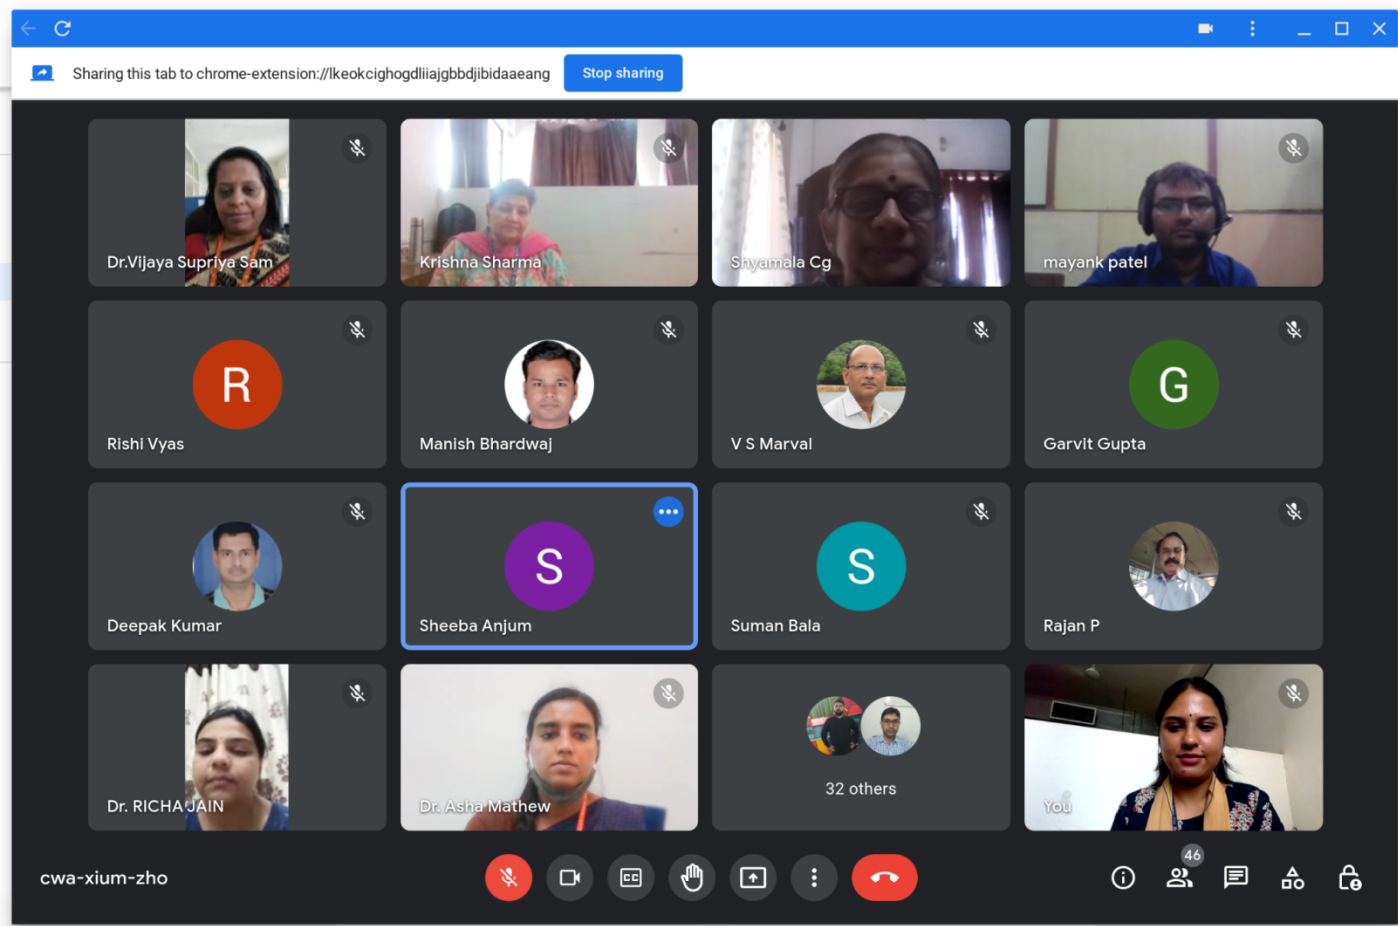 Sharing this tab to chrome-extension://lkeokcighogdliiajgbbdjibidaaeang
Stop sharing
Dr.Vijaya Supriya Sam
Krishna Sharma
Shyamala Cg
mayank patel
R
G
Rishi Vyas
Manish Bhardwaj
V S Marval
Garvit Gupta
S
S
Deepak Kumar
Sheeba Anjum
Suman Bala
Rajan P
32 others
Dr. RICHA JAIN
Dr. Asha Mathew
You
46
cwa-xium-zho
CC